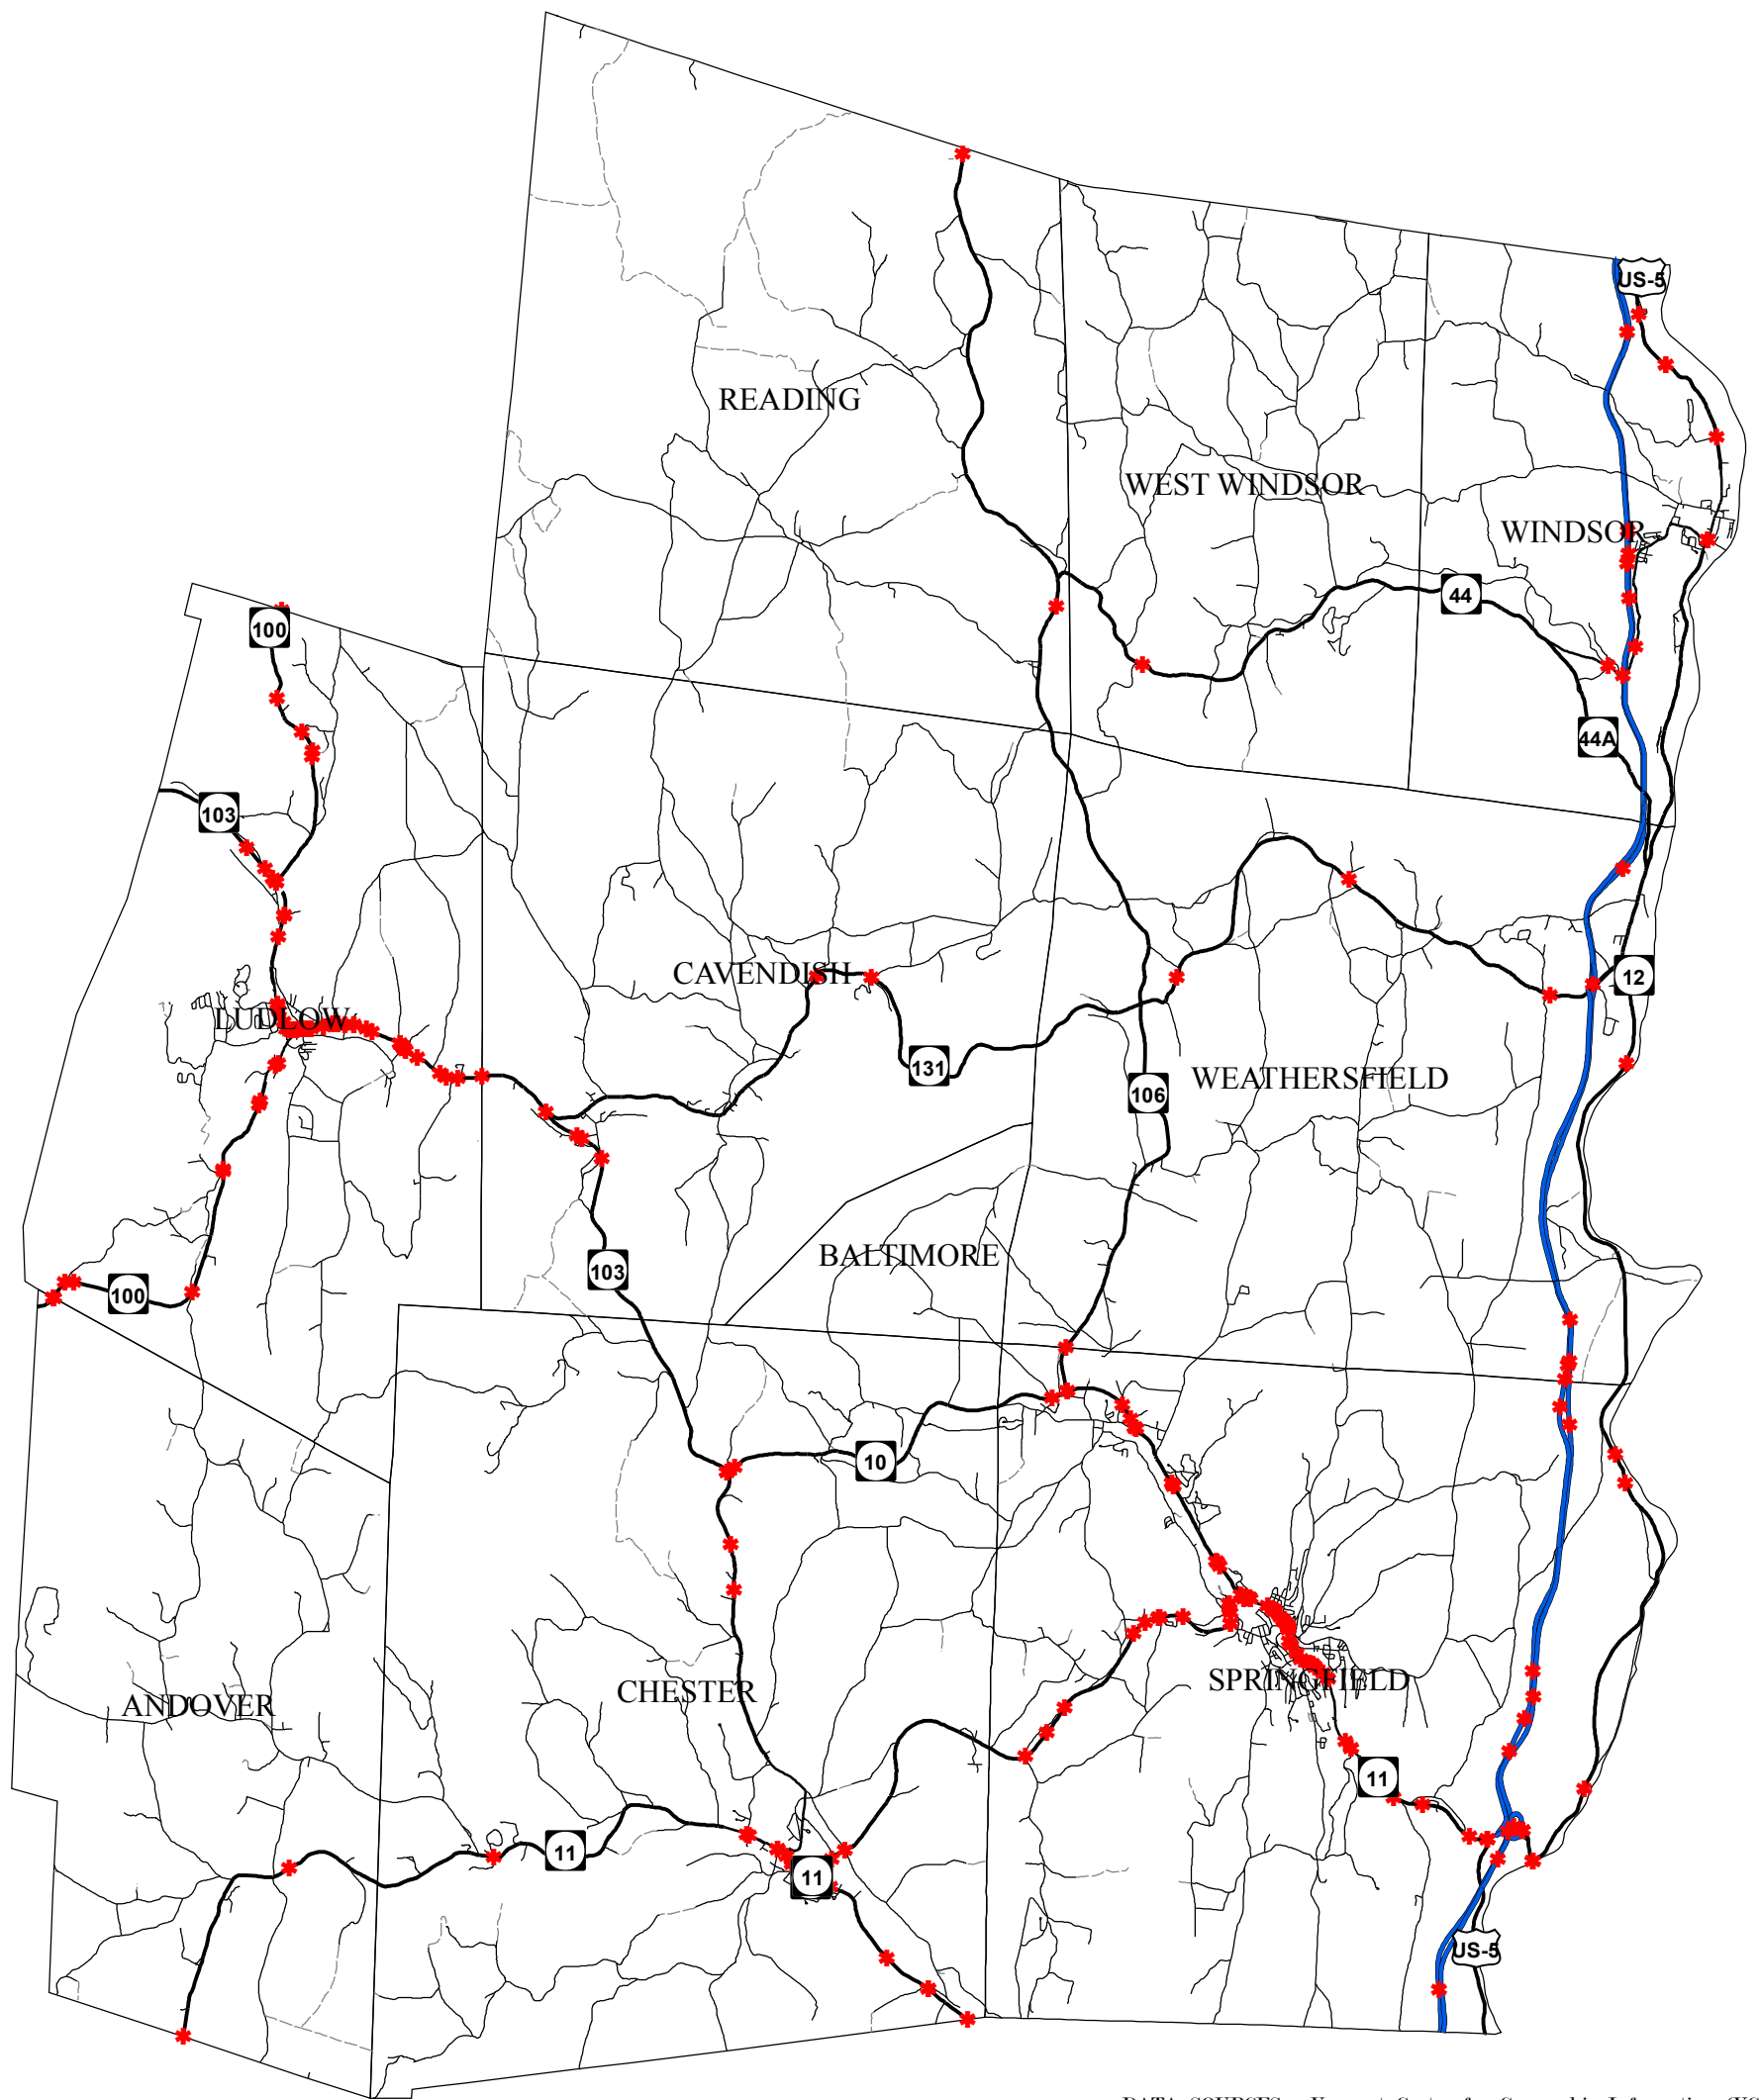 US-5
READING
WEST WINDSOR
WINDSOR
44
100
44A
103
CAVENDISH
12
LUDLOW
131
WEATHERSFIELD
106
BALTIMORE
103
100
10
SPRINGFIELD
CHESTER
ANDOVER
11
11
11
US-5